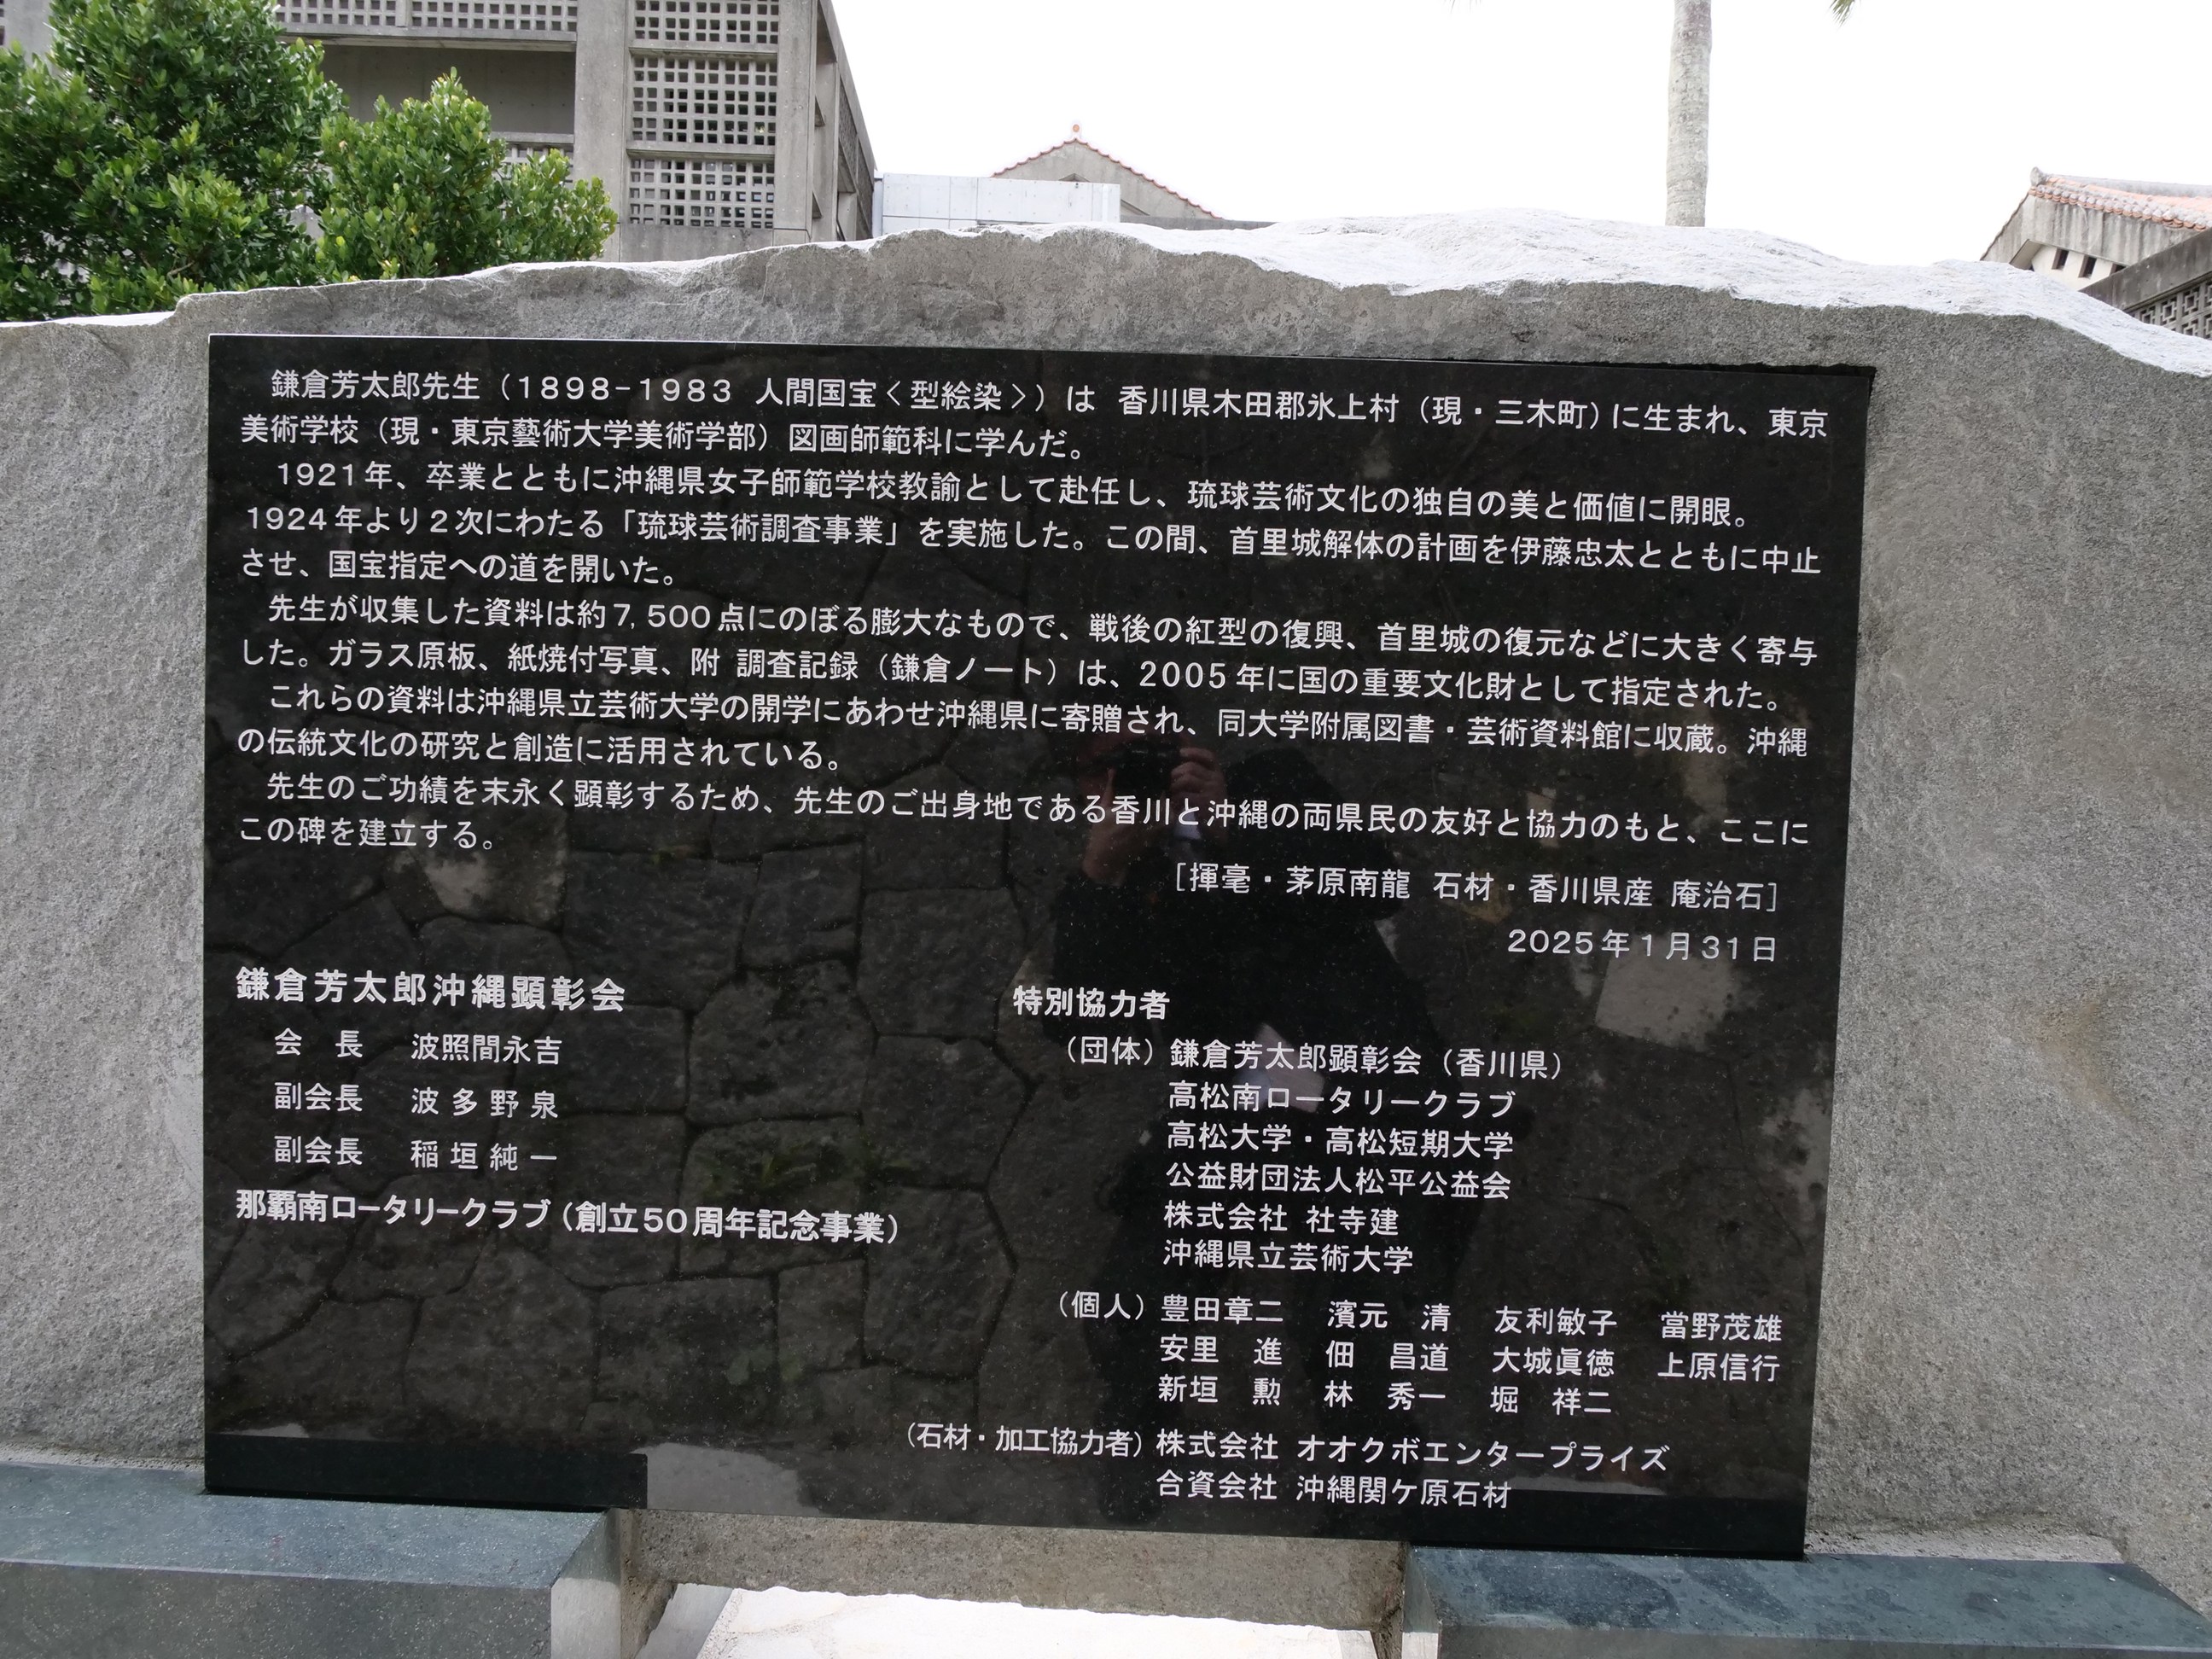 鎌倉芳太郎先生（1898-1983 人間国宝＜型絵染＞）は 香川県木田郡氷上村（現・三木町）に生まれ、東京
美術学校（現・東京藝術大学美術学部）図画師範科に学んだ。
1921年、卒業とともに沖縄県女子師範学校教諭として赴任し、琉球芸術文化の独自の美と価値に開眼。
1924年より2次にわたる「琉球芸術調査事業」を実施した。この間、首里城解体の計画を伊藤忠太とともに中止
させ、国宝指定への道を開いた。
先生が収集した資料は約7,500点にのぼる膨大なもので、戦後の紅型の復興、首里城の復元などに大きく寄与
した。ガラス原板、紙焼付写真、附 調査記録（鎌倉ノート）は、2005年に国の重要文化財として指定された。
これらの資料は沖縄県立芸術大学の開学にあわせ沖縄県に寄贈され、同大学附属図書・芸術資料館に収蔵。沖縄
の伝統文化の研究と創造に活用されている。
先生のご功績を末永く顕彰するため、先生のご出身地である香川と沖縄の両県民の友好と協力のもと、ここに
この碑を建立する。
［揮毫・茅原南龍 石材・香川県産 庵治石］
2025年1月31日
鎌倉芳太郎沖縄顕彰会
会　長　波照間永吉
副会長　波多野泉
副会長　稲垣純一
那覇南ロータリークラブ（創立50周年記念事業）
特別協力者
（団体）鎌倉芳太郎顕彰会（香川県）
高松南ロータリークラブ
高松大学・高松短期大学
公益財団法人松平公益会
株式会社 社寺建
沖縄県立芸術大学
（個人）豊田章二　濱元　清　友利敏子　當野茂雄
安里　進　佃　昌道　大城眞徳　上原信行
新垣　勲　林　秀一　堀　祥二
（石材・加工協力者）株式会社 オオクボエンタープライズ
合資会社 沖縄関ケ原石材